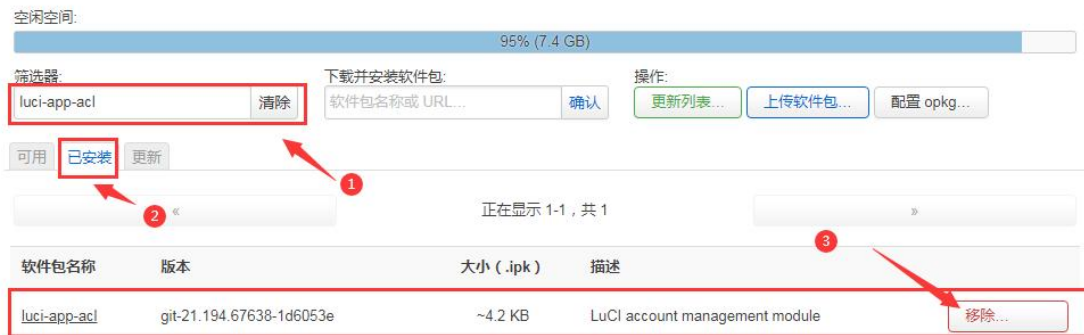 空闲空间:
95% (7.4 GB)
筛选器: 下载并安装软件包: 操作:
luci-app-acl 清除 软件包名称或 URL... 确认 更新列表... 上传软件包... 配置 opkg...
可用 已安装 更新
1
2 « 正在显示 1-1，共 1 »
3
软件包名称 版本 大小 (.ipk) 描述
luci-app-acl git-21.194.67638-1d6053e ~4.2 KB LuCI account management module 移除...